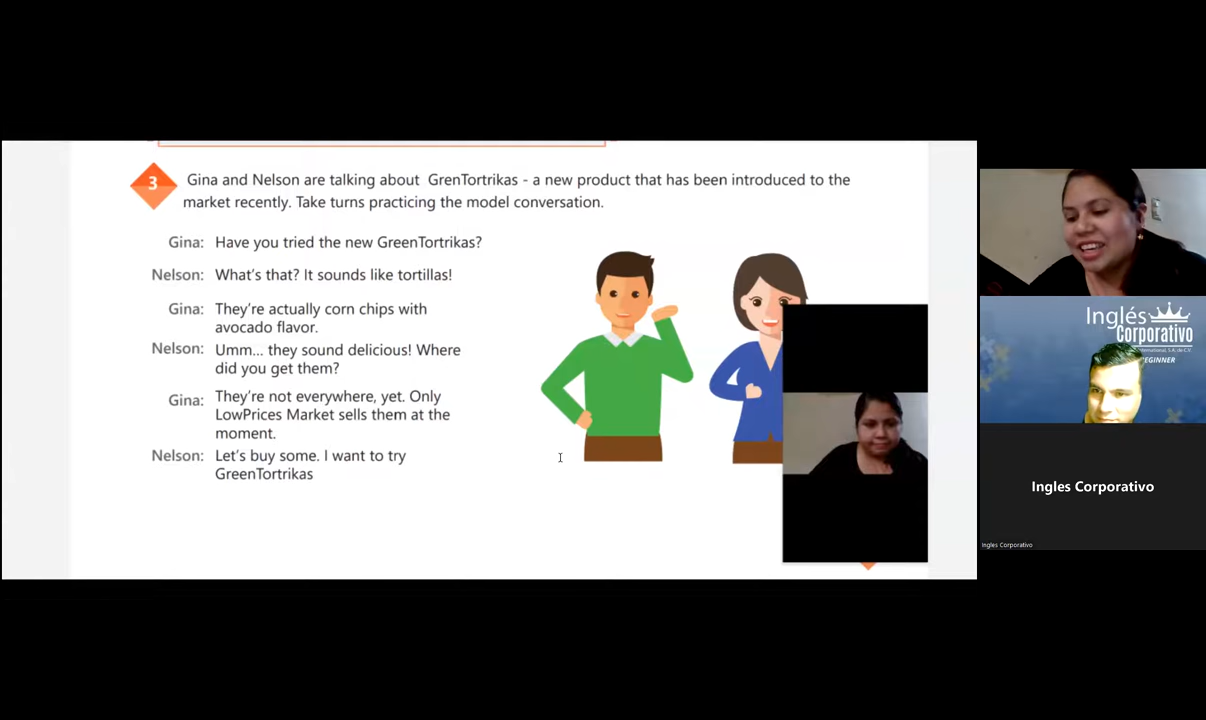 3
Gina and Nelson are talking about GrenTortrikas - a new product that has been introduced to the
market recently. Take turns practicing the model conversation.
Gina: Have you tried the new GreenTortrikas?
Nelson: What's that? It sounds like tortillas!
Gina: They're actually corn chips with
avocado flavor.
Nelson: Umm... they sound delicious! Where
did you get them?
Gina: They're not everywhere, yet. Only
LowPrices Market sells them at the
moment.
Nelson: Let's buy some. I want to try
GreenTortrikas
Inglés
Corporativo
International, S.A. de C.V.
EGINNER
Ingles Corporativo
Ingles Corporativo